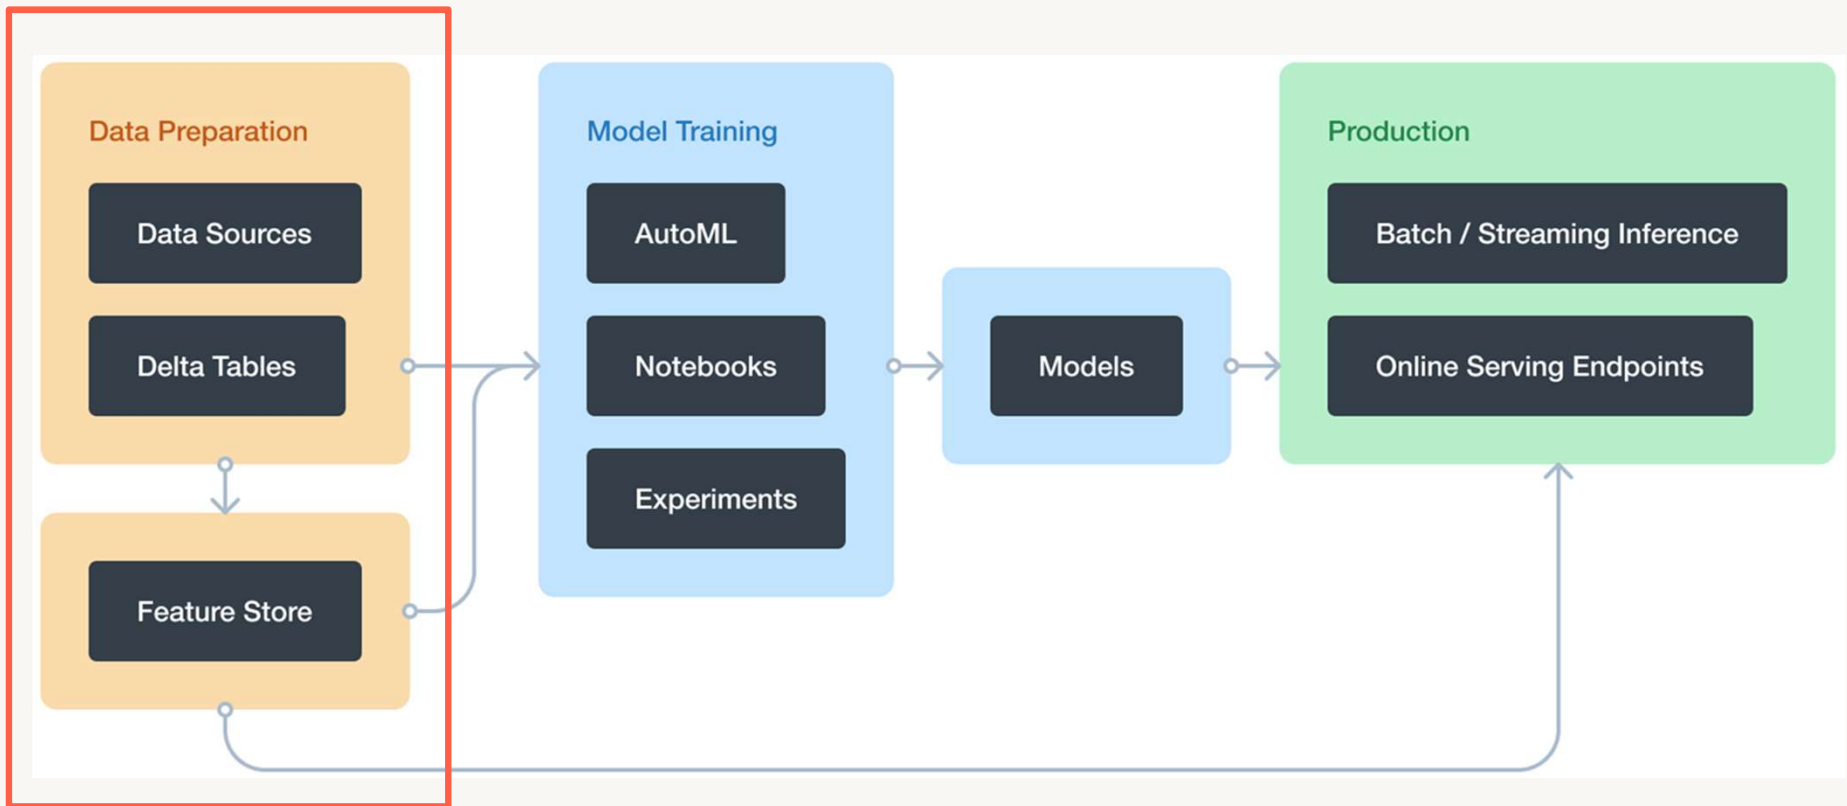 Data Preparation
Data Sources
Delta Tables
Feature Store
Model Training
AutoML
Notebooks
Experiments
Models
Production
Batch / Streaming Inference
Online Serving Endpoints